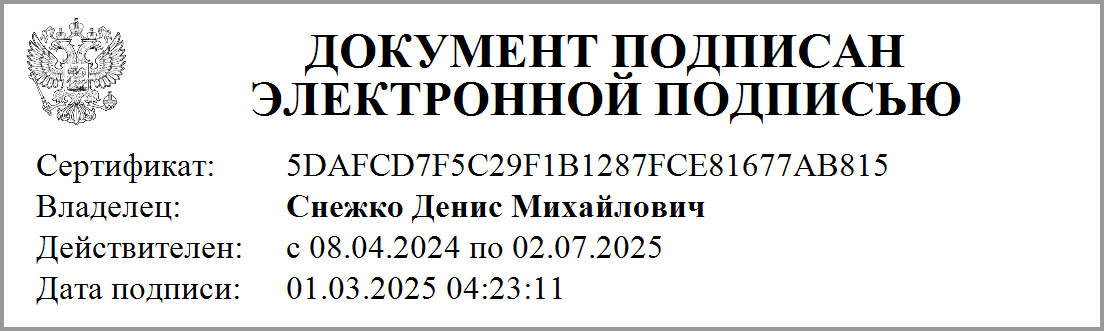 ДОКУМЕНТ ПОДПИСАН
ЭЛЕКТРОННОЙ ПОДПИСЬЮ
Сертификат: 5DAFCD7F5C29F1B1287FCE81677AB815
Владелец: Снежко Денис Михайлович
Действителен: с 08.04.2024 по 02.07.2025
Дата подписи: 01.03.2025 04:23:11